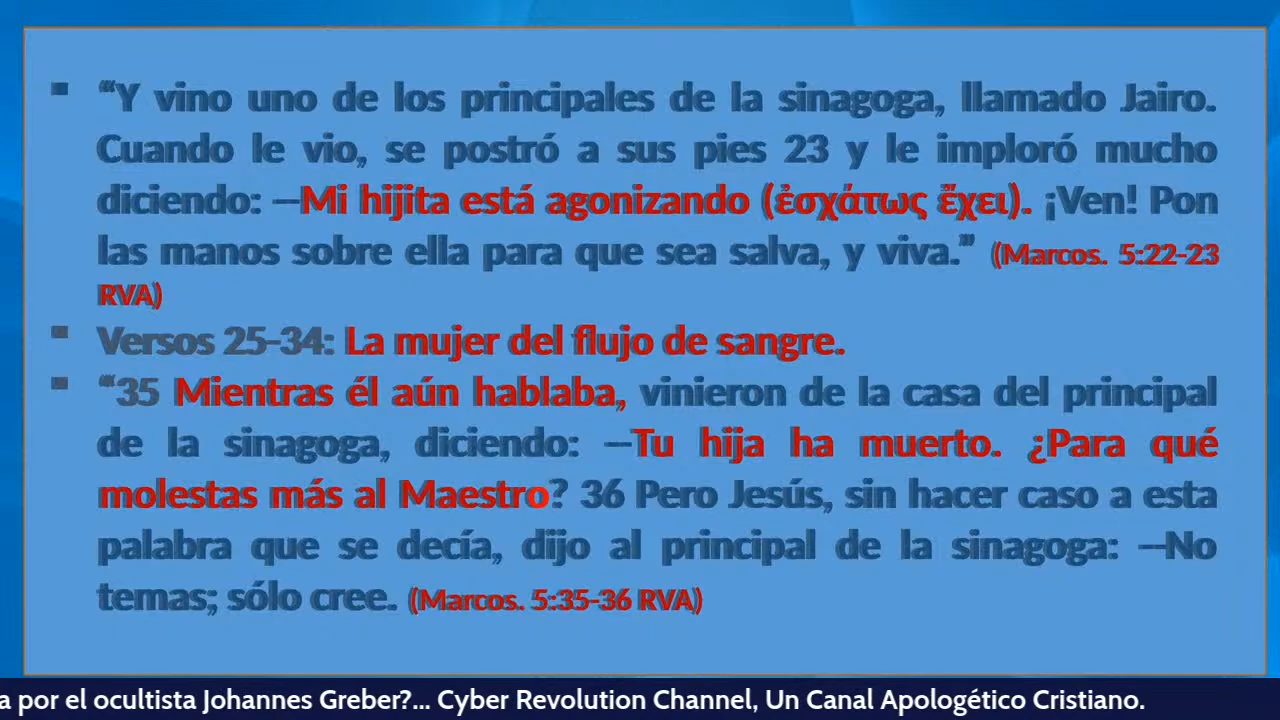 ▪ “Y vino uno de los principales de la sinagoga, llamado Jairo.
Cuando le vio, se postró a sus pies 23 y le imploró mucho
diciendo: —Mi hijita está agonizando (ἐσχάτως ἔχει). ¡Ven! Pon
las manos sobre ella para que sea salva, y viva.” (Marcos. 5:22-23
RVA)
▪ Versos 25-34: La mujer del flujo de sangre.
▪ “35 Mientras él aún hablaba, vinieron de la casa del principal
de la sinagoga, diciendo: —Tu hija ha muerto. ¿Para qué
molestas más al Maestro? 36 Pero Jesús, sin hacer caso a esta
palabra que se decía, dijo al principal de la sinagoga: —No
temas; sólo cree. (Marcos. 5:35-36 RVA)
a por el ocultista Johannes Greber?... Cyber Revolution Channel, Un Canal Apologético Cristiano.